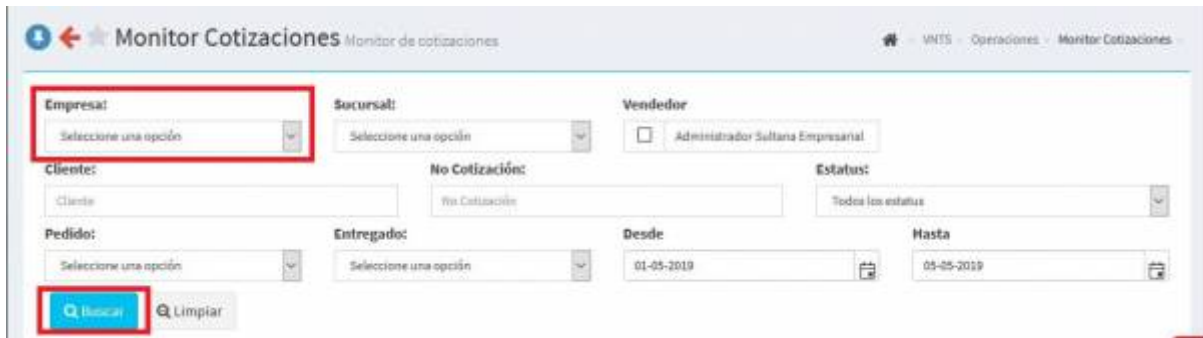 Monitor Cotizaciones Monitor de cotizaciones
VNTS - Operaciones - Monitor Cotizaciones -
Empresa: Sucursal: Vendedor
Seleccione una opción Seleccione una opción Administrador Sultana Empresarial
Cliente: No Cotización: Estatus:
Cliente No Cotización Todos los estatus
Pedido: Entregado: Desde Hasta
Seleccione una opción Seleccione una opción 01-05-2019 05-05-2019
Buscar Limpiar